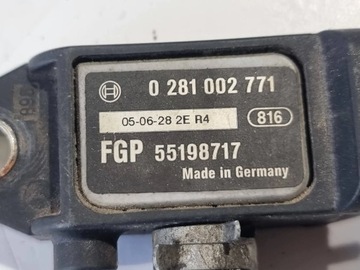 0 281 002 771
05-06-28 2E R4
816
FGP 55198717
Made in Germany